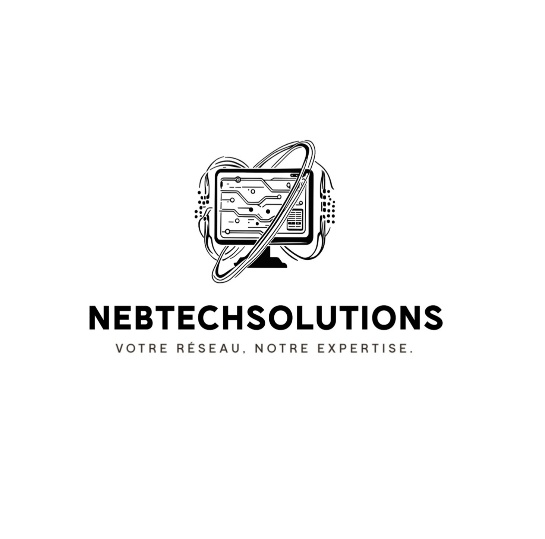 NEBTECHSOLUTIONS
VOTRE RÉSEAU, NOTRE EXPERTISE.